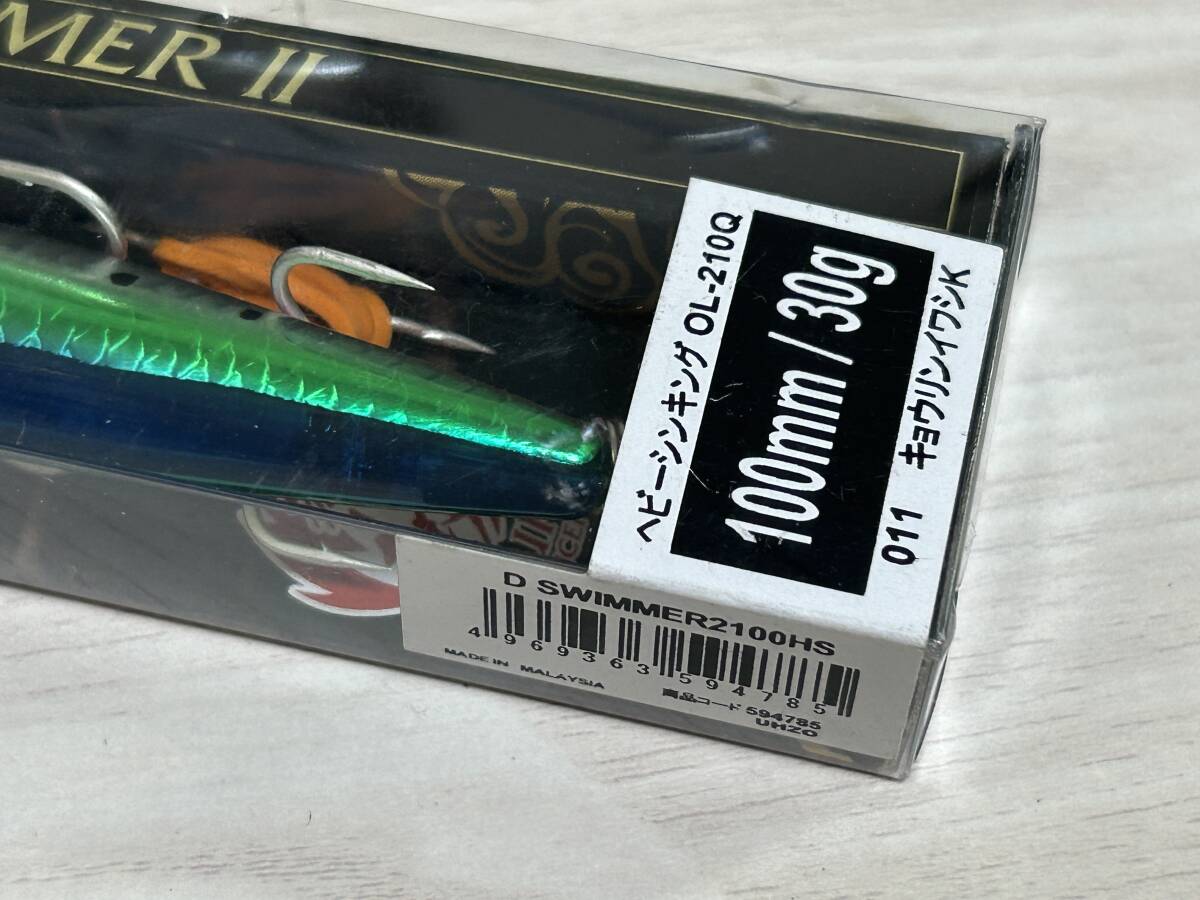 MER II
ヘビーシンキング OL-210Q
100mm / 30g
011 キョウリンイワシK
D SWIMMER2100HS
4 969363 594785
MADE IN MALAYSIA
商品コード 594785
UHZO